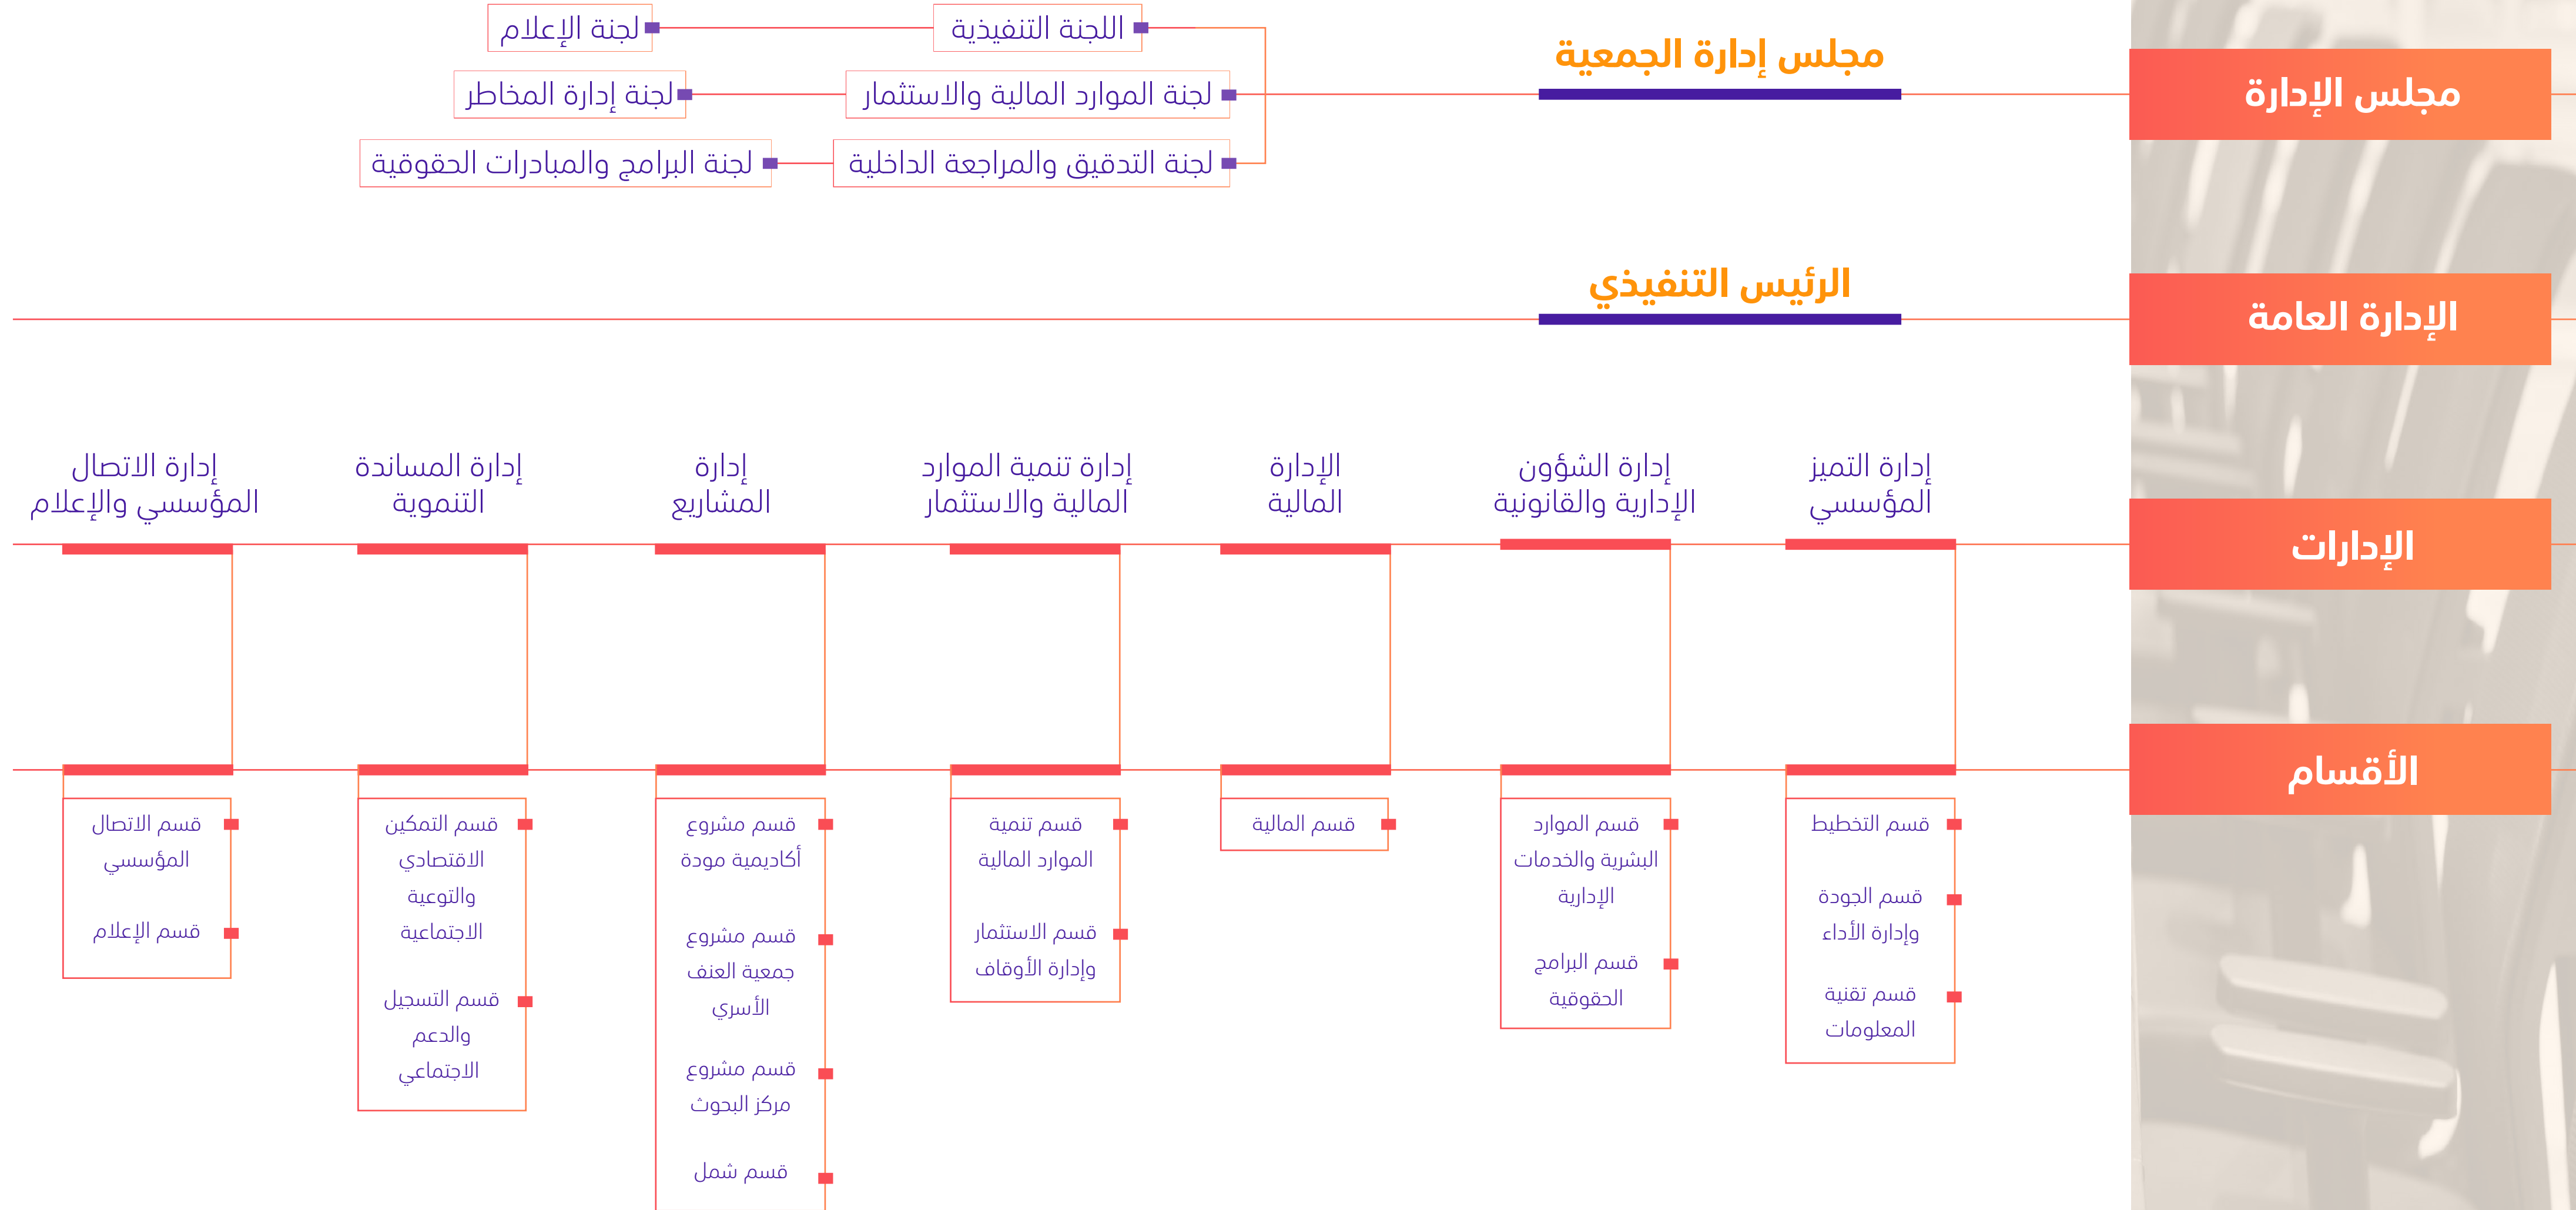 مجلس الإدارة
مجلس إدارة الجمعية
اللجنة التنفيذية
لجنة الإعلام
لجنة الموارد المالية والاستثمار
لجنة إدارة المخاطر
لجنة التدقيق والمراجعة الداخلية
لجنة البرامج والمبادرات الحقوقية
الإدارة العامة
الرئيس التنفيذي
الإدارات
إدارة التميز
المؤسسي
إدارة الشؤون
الإدارية والقانونية
الإدارة
المالية
إدارة تنمية الموارد
المالية والاستثمار
إدارة
المشاريع
إدارة المساندة
التنموية
إدارة الاتصال
المؤسسي والإعلام
الأقسام
قسم التخطيط
قسم الجودة
وإدارة الأداء
قسم تقنية
المعلومات
قسم الموارد
البشرية والخدمات
الإدارية
قسم البرامج
الحقوقية
قسم المالية
قسم تنمية
الموارد المالية
قسم الاستثمار
وإدارة الأوقاف
قسم مشروع
أكاديمية مودة
قسم مشروع
جمعية العنف
الأسري
قسم مشروع
مركز البحوث
قسم شمل
قسم التمكين
الاقتصادي
والتوعية
الاجتماعية
قسم التسجيل
والدعم
الاجتماعي
قسم الاتصال
المؤسسي
قسم الإعلام